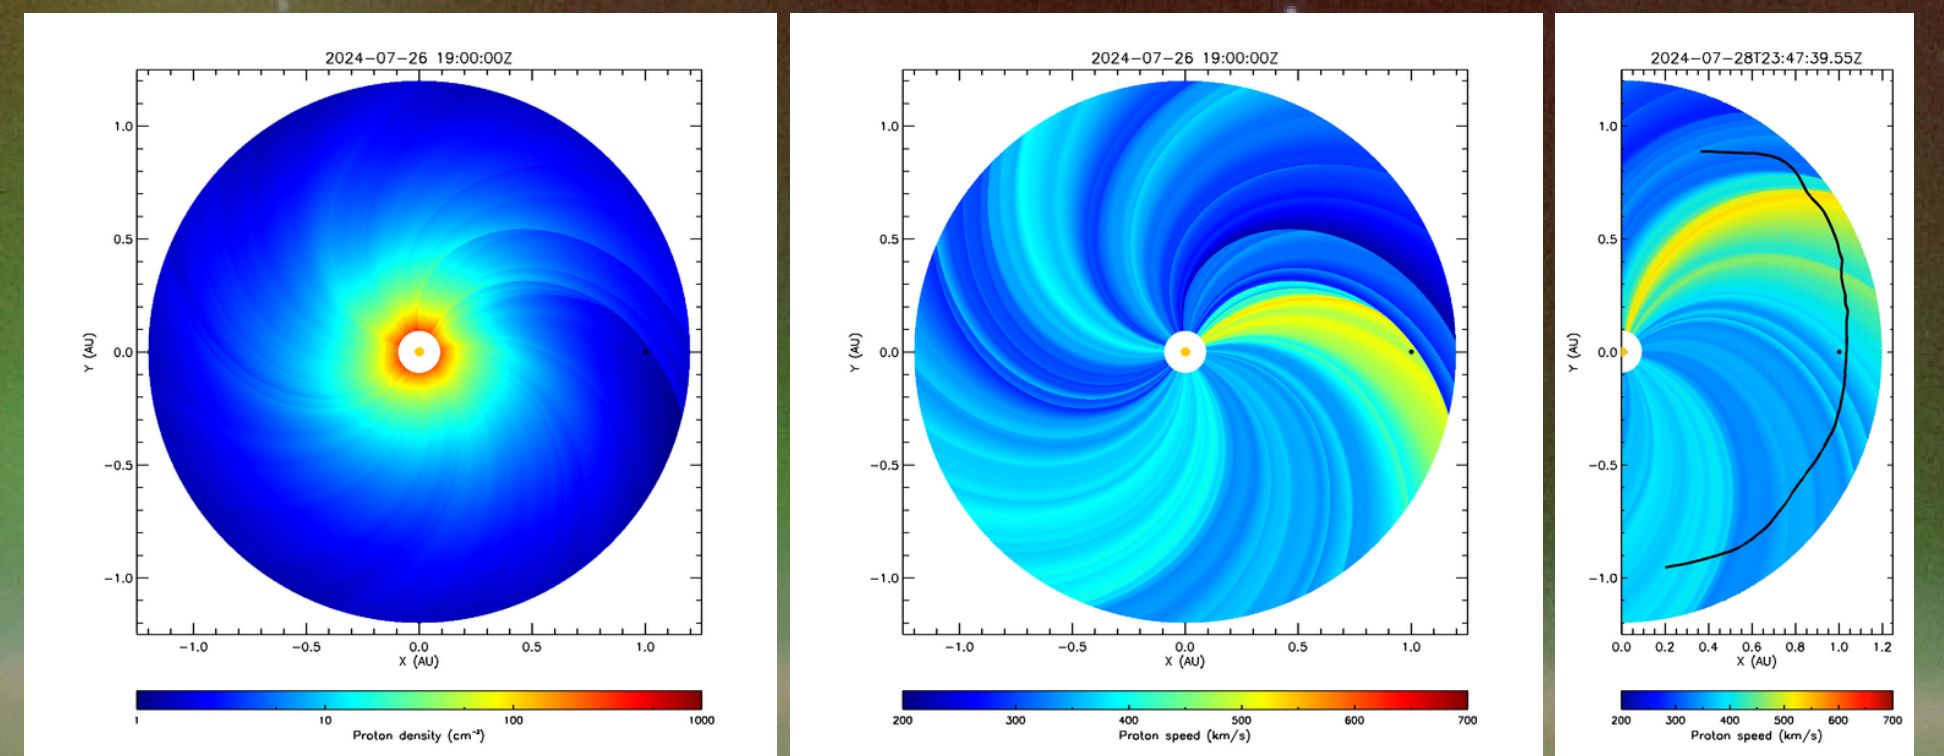 2024-07-26 19:00:00Z
1.0
0.5
0.0
-0.5
-1.0
Y (AU)
-1.0 -0.5 0.0 0.5 1.0
X (AU)
1 10 100 1000
Proton density (cm⁻³)
2024-07-26 19:00:00Z
1.0
0.5
0.0
-0.5
-1.0
Y (AU)
-1.0 -0.5 0.0 0.5 1.0
X (AU)
200 300 400 500 600 700
Proton speed (km/s)
2024-07-28T23:47:39.55Z
1.0
0.5
0.0
-0.5
-1.0
Y (AU)
0.0 0.2 0.4 0.6 0.8 1.0 1.2
X (AU)
200 300 400 500 600 700
Proton speed (km/s)